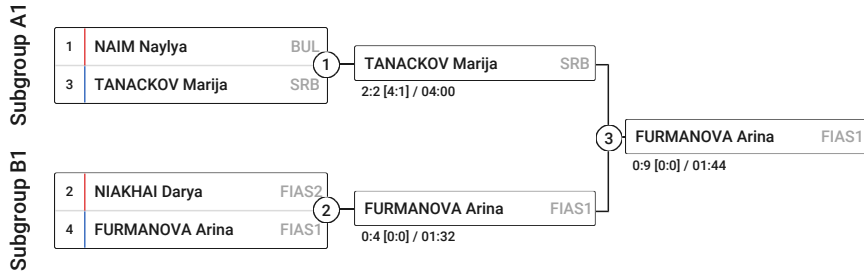 Subgroup A1
1 NAIM Naylya BUL
3 TANACKOV Marija SRB
1
TANACKOV Marija SRB
2:2 [4:1] / 04:00
Subgroup B1
2 NIAKHAI Darya FIAS2
4 FURMANOVA Arina FIAS1
2
FURMANOVA Arina FIAS1
0:4 [0:0] / 01:32
3
FURMANOVA Arina FIAS1
0:9 [0:0] / 01:44